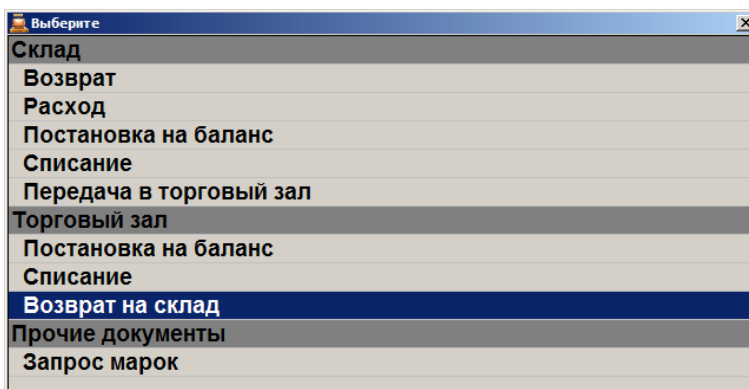 Выберите
Склад
Возврат
Расход
Постановка на баланс
Списание
Передача в торговый зал
Торговый зал
Постановка на баланс
Списание
Возврат на склад
Прочие документы
Запрос марок